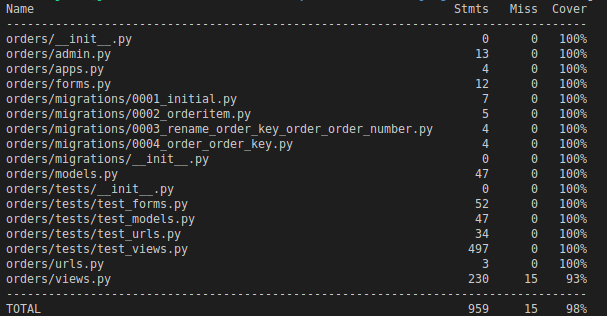 Name Stmts Miss Cover
--------------------------------------------------------------------------------
orders/__init__.py 0 0 100%
orders/admin.py 13 0 100%
orders/apps.py 4 0 100%
orders/forms.py 12 0 100%
orders/migrations/0001_initial.py 7 0 100%
orders/migrations/0002_orderitem.py 5 0 100%
orders/migrations/0003_rename_order_key_order_order_number.py 4 0 100%
orders/migrations/0004_order_order_key.py 4 0 100%
orders/migrations/__init__.py 0 0 100%
orders/models.py 47 0 100%
orders/tests/__init__.py 0 0 100%
orders/tests/test_forms.py 52 0 100%
orders/tests/test_models.py 47 0 100%
orders/tests/test_urls.py 34 0 100%
orders/tests/test_views.py 497 0 100%
orders/urls.py 3 0 100%
orders/views.py 230 15 93%
--------------------------------------------------------------------------------
TOTAL 959 15 98%